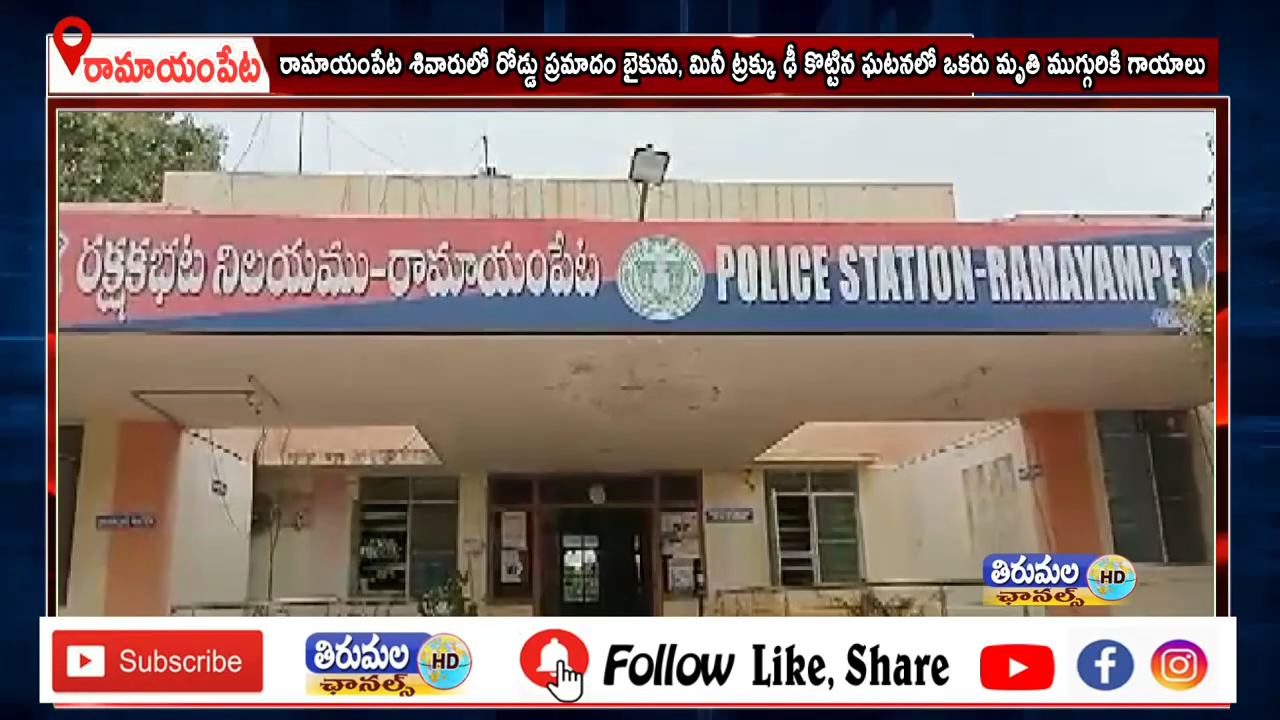 రామాయంపేట
రామాయంపేట శివారులో రోడ్డు ప్రమాదం బైకును, మినీ ట్రక్కు ఢీ కొట్టిన ఘటనలో ఒకరు మృతి ముగ్గురికి గాయాలు
రక్షకభట నిలయము-రామాయంపేట
POLICE STATION-RAMAYAMPET
తిరుమల HD
ఛానల్స్
Subscribe
తిరుమల HD
ఛానల్స్
Follow Like, Share